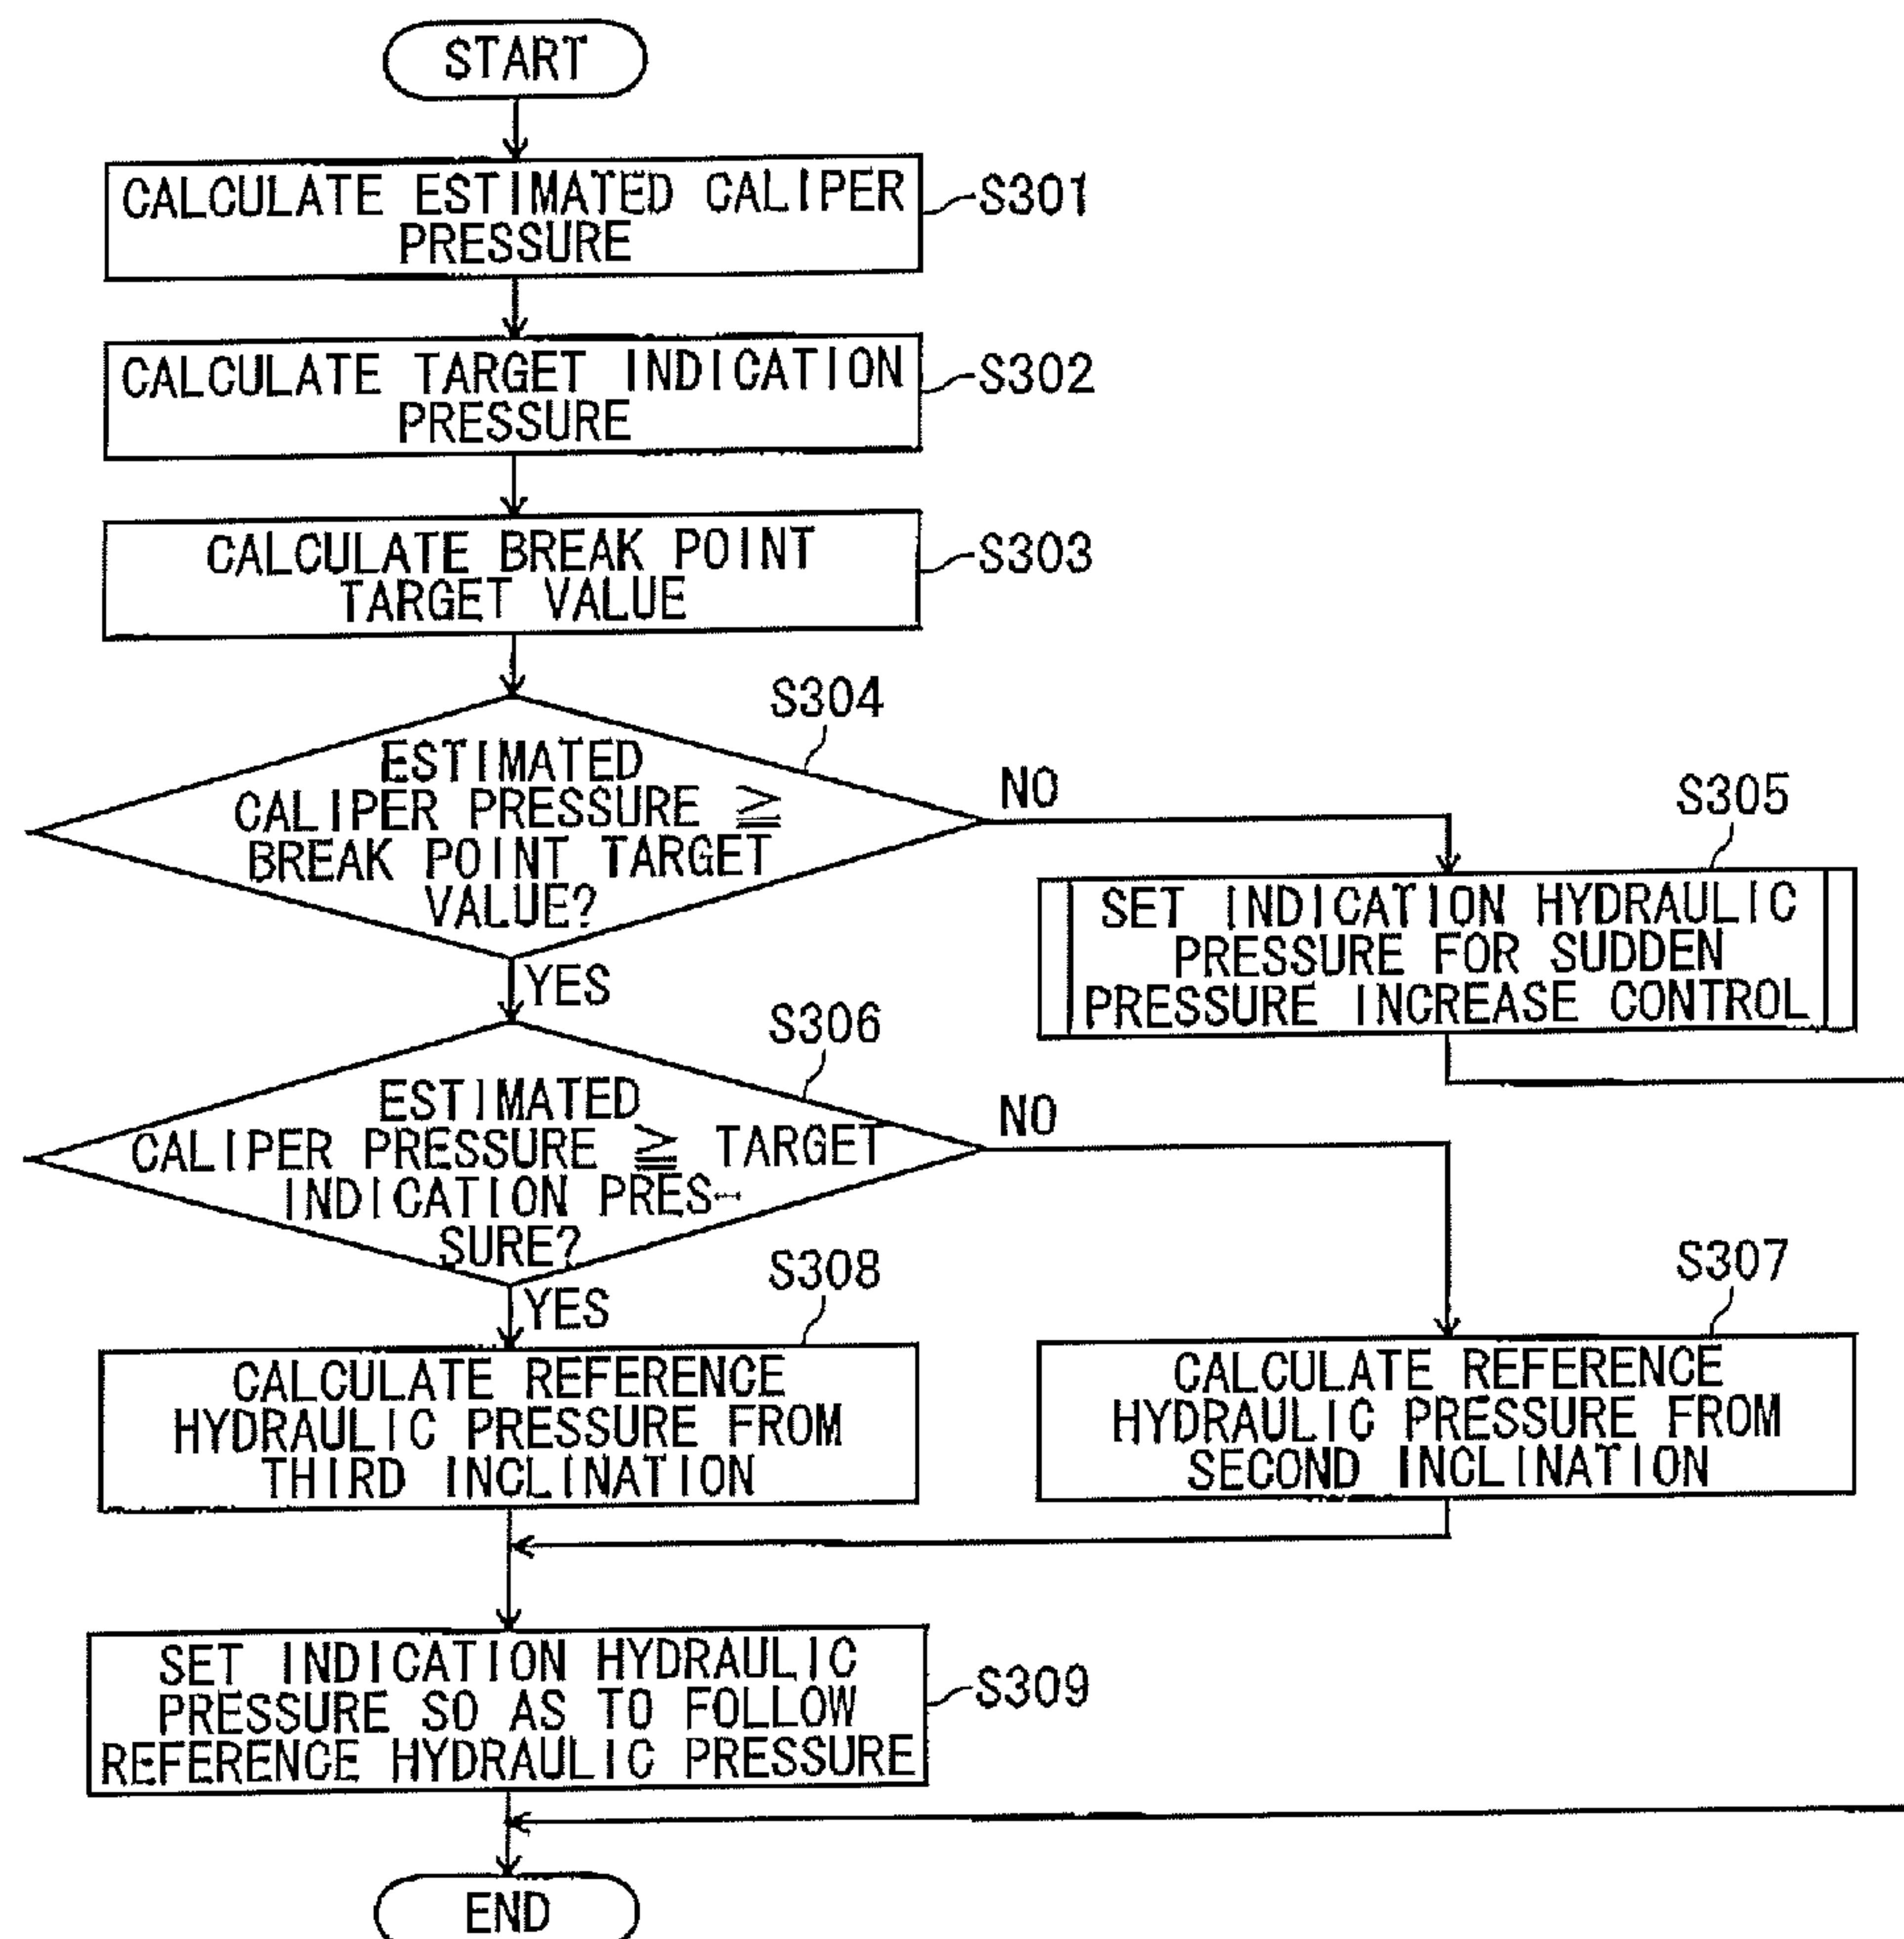 START
CALCULATE ESTIMATED CALIPER
PRESSURE
S301
CALCULATE TARGET INDICATION
PRESSURE
S302
CALCULATE BREAK POINT
TARGET VALUE
S303
S304
ESTIMATED
CALIPER PRESSURE ≧
BREAK POINT TARGET
VALUE?
NO
YES
S305
SET INDICATION HYDRAULIC
PRESSURE FOR SUDDEN
PRESSURE INCREASE CONTROL
S306
ESTIMATED
CALIPER PRESSURE ≧ TARGET
INDICATION PRES-
SURE?
NO
YES
S308
CALCULATE REFERENCE
HYDRAULIC PRESSURE FROM
THIRD INCLINATION
S307
CALCULATE REFERENCE
HYDRAULIC PRESSURE FROM
SECOND INCLINATION
SET INDICATION HYDRAULIC
PRESSURE SO AS TO FOLLOW
REFERENCE HYDRAULIC PRESSURE
S309
END